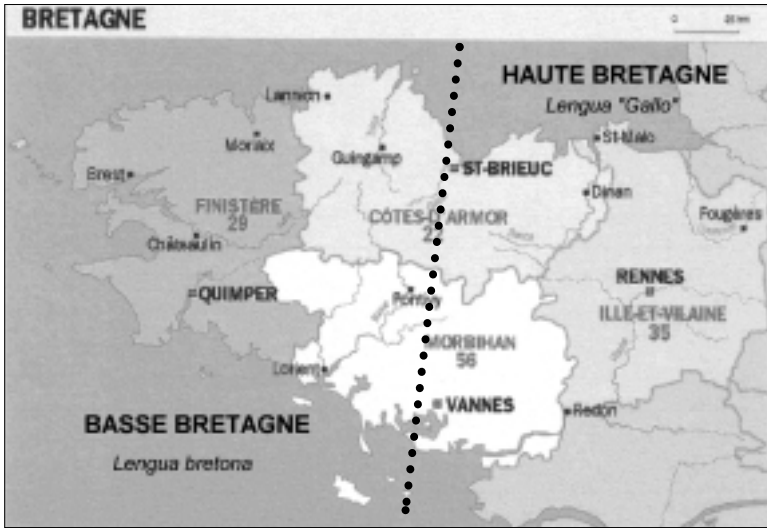 BRETAGNE
HAUTE BRETAGNE
Lengua "Gallo"
Lannion
Morlaix
Guingamp
St-Malo
ST-BRIEUC
Brest
Dinan
FINISTÈRE
29
CÔTES-D'ARMOR
22
Fougères
Châteaulin
QUIMPER
Pontivy
RENNES
ILLE-ET-VILAINE
35
MORBIHAN
56
Lorient
VANNES
Redon
BASSE BRETAGNE
Lengua bretona